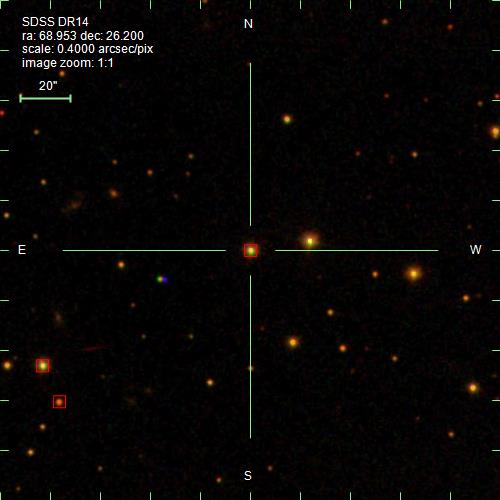 SDSS DR14
ra: 68.953 dec: 26.200
scale: 0.4000 arcsec/pix
image zoom: 1:1
20"
N
E
W
S